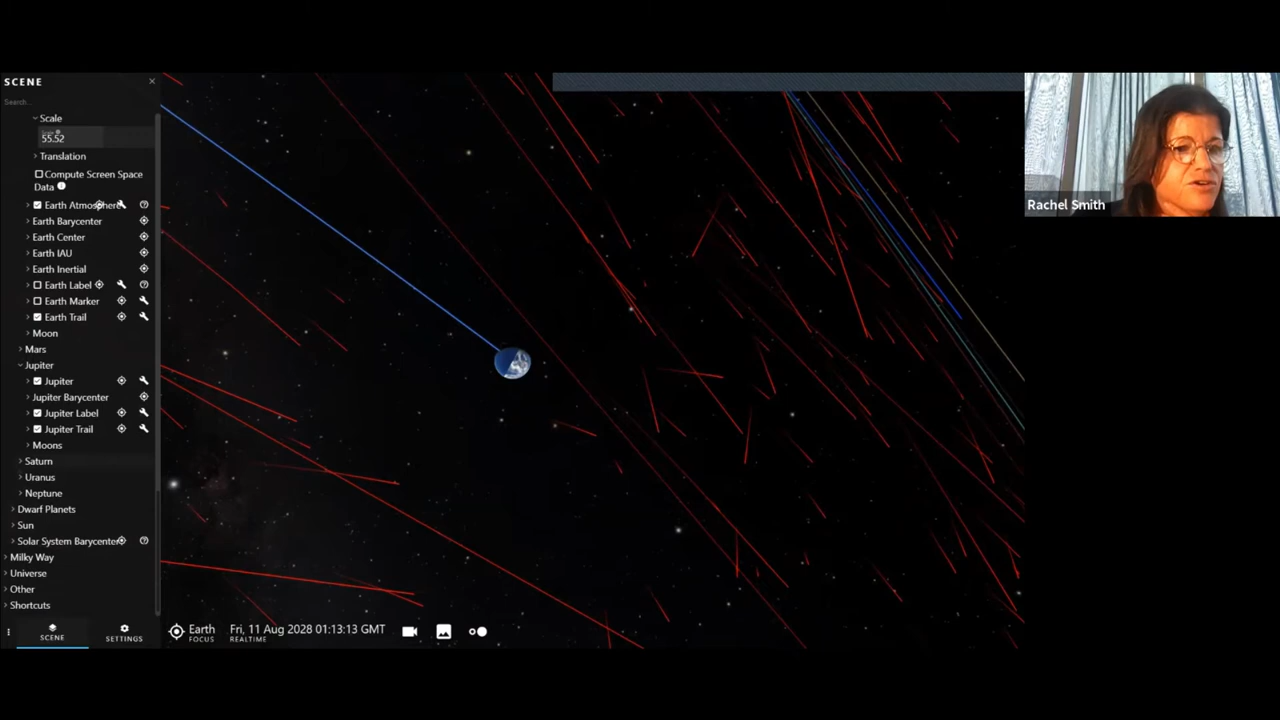 SCENE
Search...
Scale
Scale
55.52
Translation
Compute Screen Space
Data
Earth Atmosphere
Earth Barycenter
Earth Center
Earth IAU
Earth Inertial
Earth Label
Earth Marker
Earth Trail
Moon
Mars
Jupiter
Jupiter
Jupiter Barycenter
Jupiter Label
Jupiter Trail
Moons
Saturn
Uranus
Neptune
Dwarf Planets
Sun
Solar System Barycenter
Milky Way
Universe
Other
Shortcuts
SCENE
SETTINGS
Earth
FOCUS
Fri, 11 Aug 2028 01:13:13 GMT
REALTIME
Rachel Smith